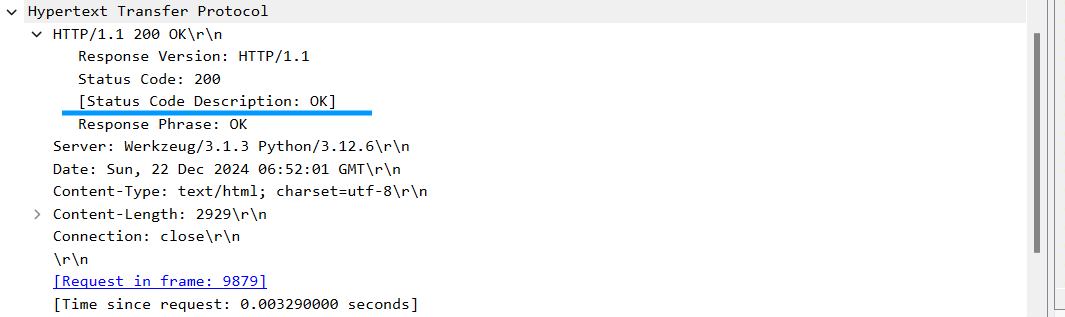 Hypertext Transfer Protocol
HTTP/1.1 200 OK\r\n
Response Version: HTTP/1.1
Status Code: 200
[Status Code Description: OK]
Response Phrase: OK
Server: Werkzeug/3.1.3 Python/3.12.6\r\n
Date: Sun, 22 Dec 2024 06:52:01 GMT\r\n
Content-Type: text/html; charset=utf-8\r\n
Content-Length: 2929\r\n
Connection: close\r\n
\r\n
[Request in frame: 9879]
[Time since request: 0.003290000 seconds]